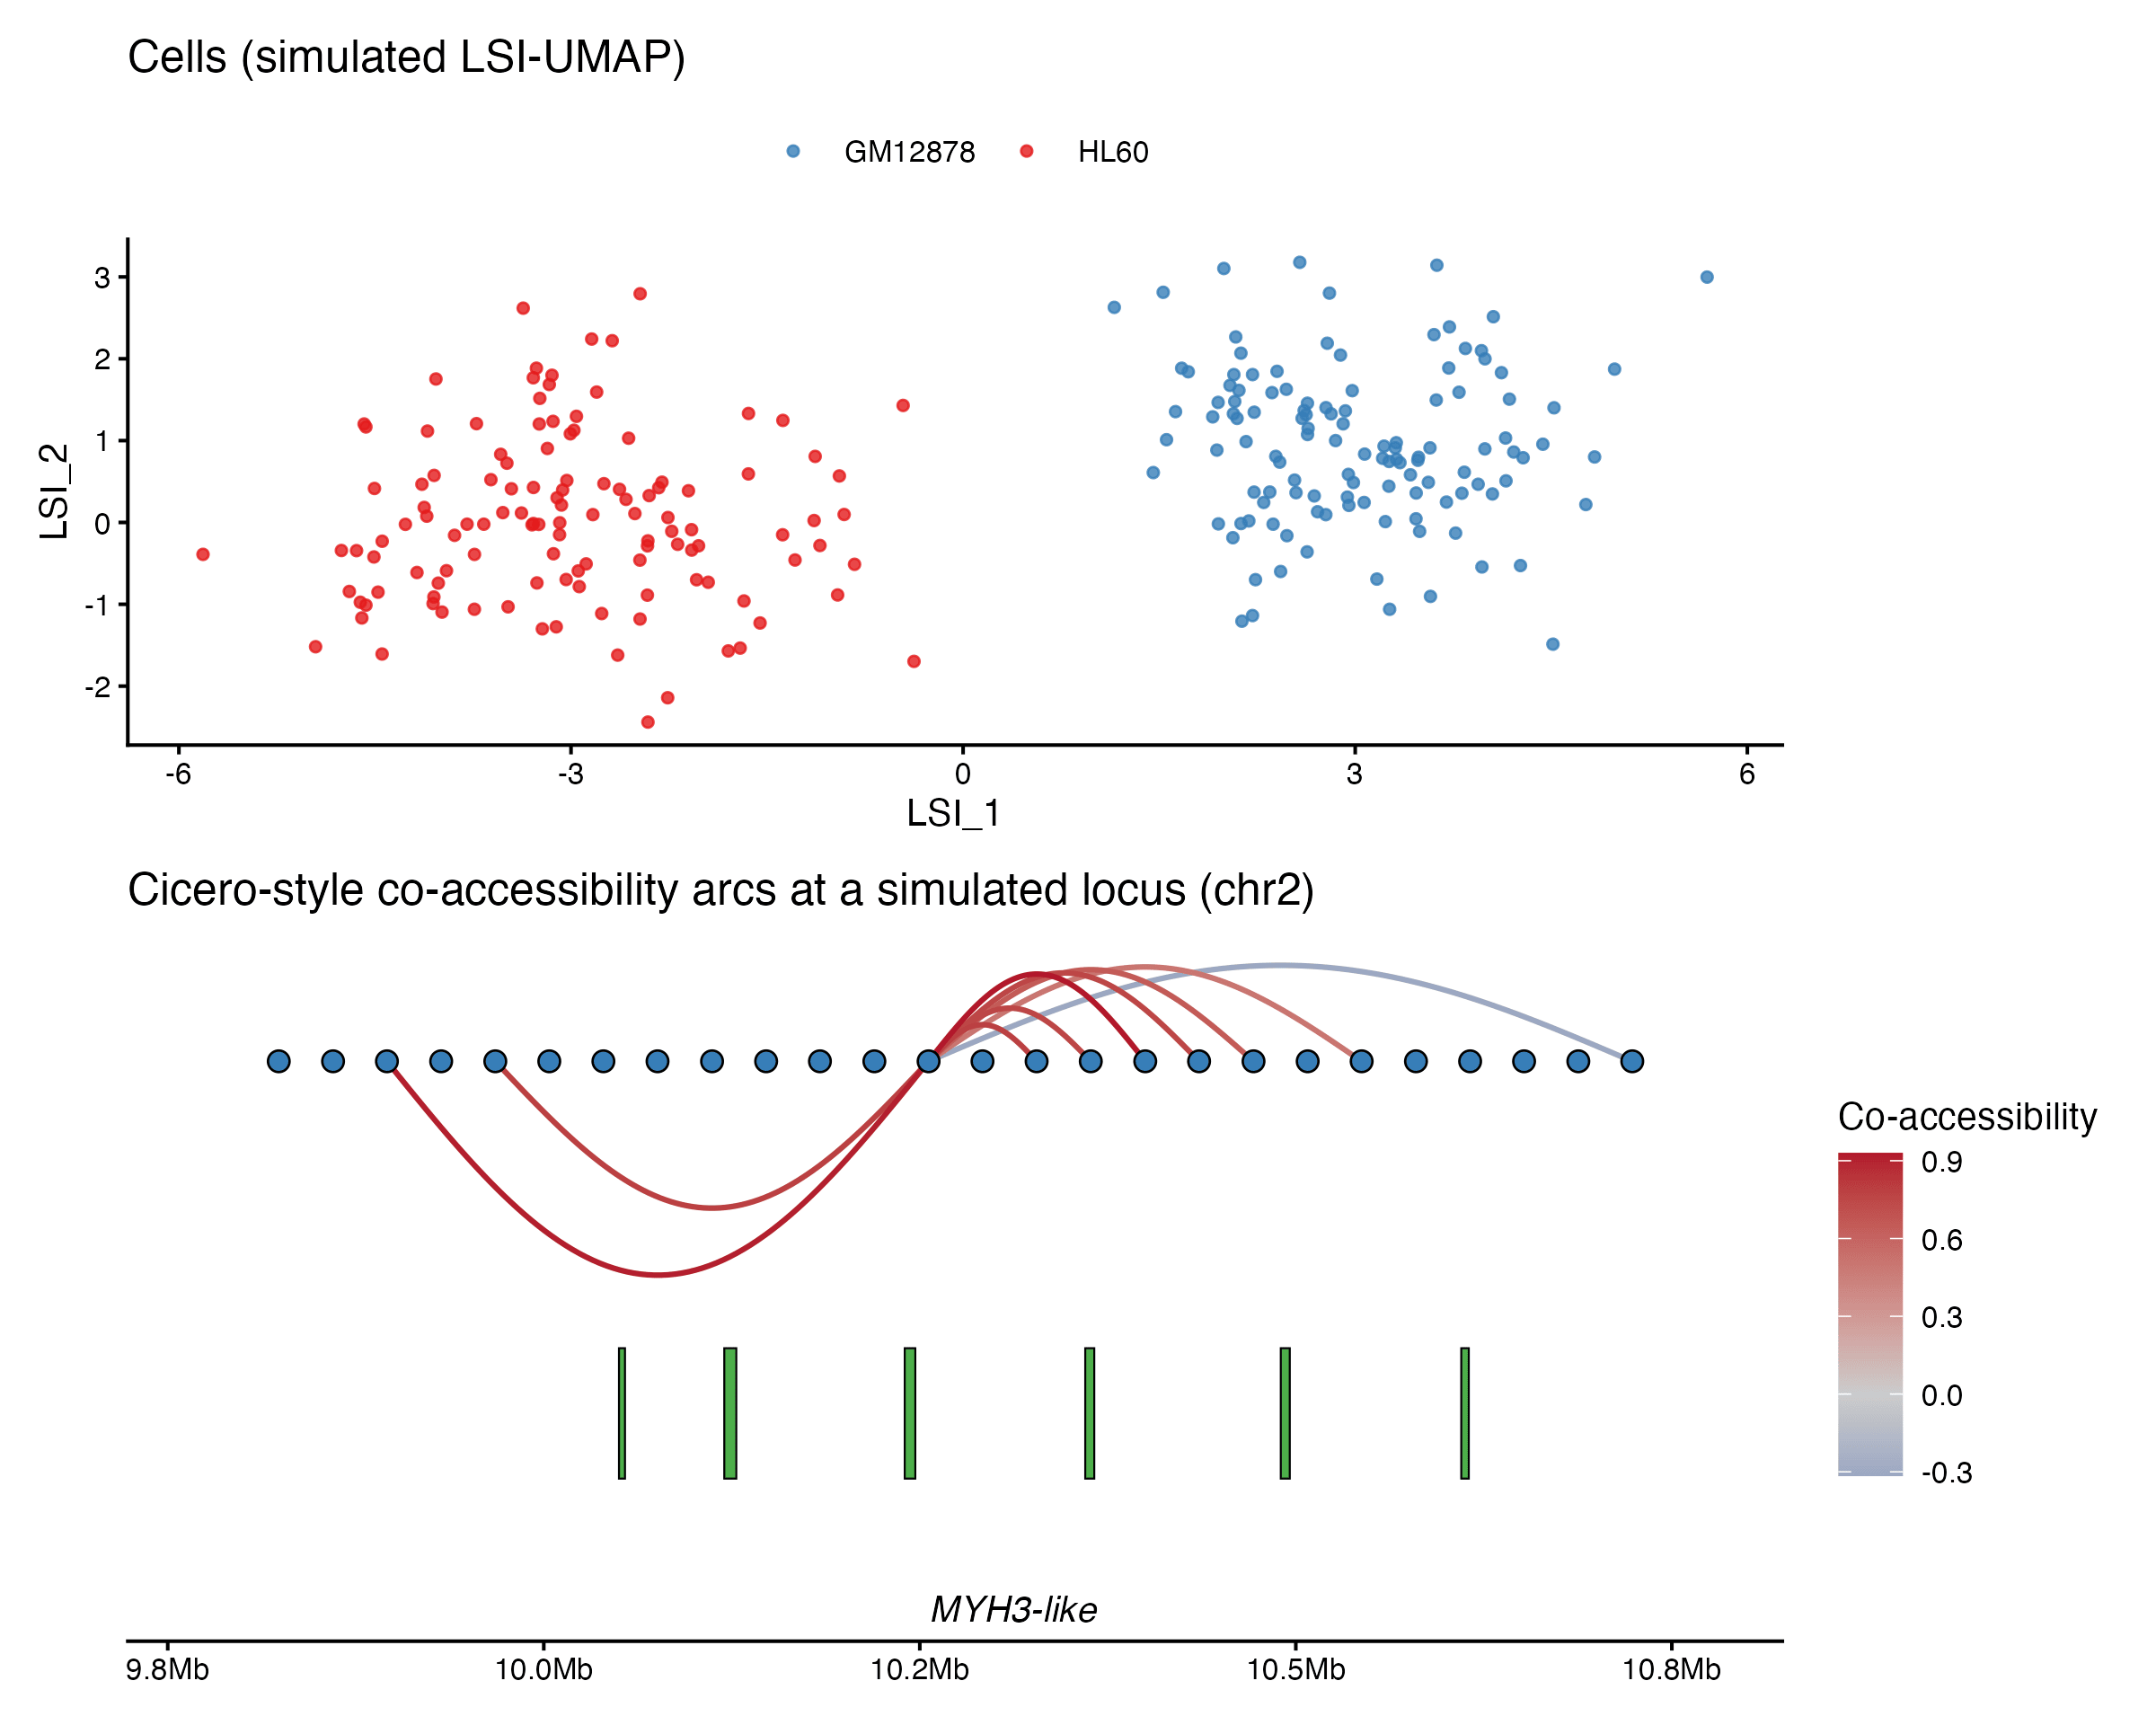 Cells (simulated LSI-UMAP)
GM12878 HL60
3
2
1
0
-1
-2
LSI_2
-6 -3 0 3 6
LSI_1
Cicero-style co-accessibility arcs at a simulated locus (chr2)
Co-accessibility
0.9
0.6
0.3
0.0
-0.3
MYH3-like
9.8Mb 10.0Mb 10.2Mb 10.5Mb 10.8Mb